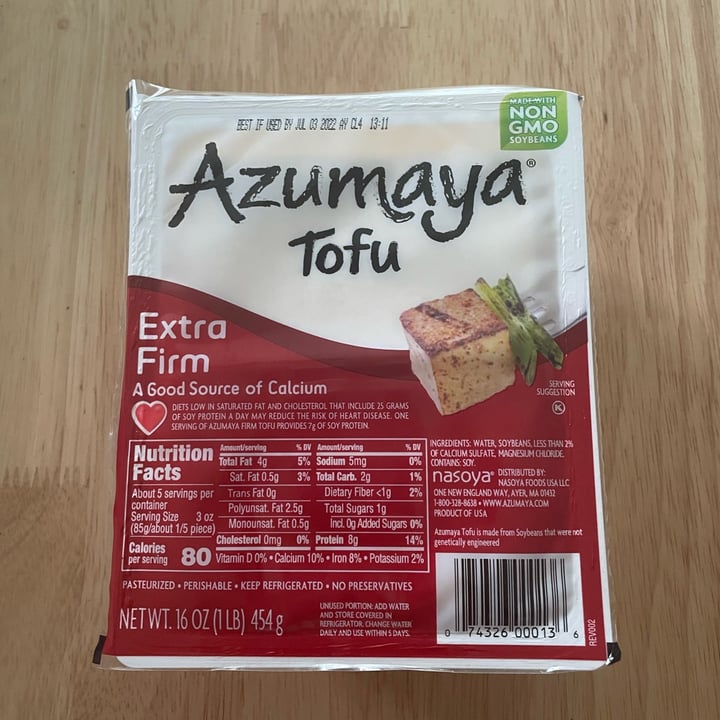 BEST IF USED BY JUL 03 2022 AY CL4 13:11
MADE WITH
NON
GMO
SOYBEANS
Azumaya®
Tofu
Extra
Firm
A Good Source of Calcium
DIETS LOW IN SATURATED FAT AND CHOLESTEROL THAT INCLUDE 25 GRAMS
OF SOY PROTEIN A DAY MAY REDUCE THE RISK OF HEART DISEASE. ONE
SERVING OF AZUMAYA FIRM TOFU PROVIDES 7g OF SOY PROTEIN.
SERVING
SUGGESTION
K
Nutrition
Facts
About 5 servings per
container
Serving Size 3 oz
(85g/about 1/5 piece)
Calories
per serving 80
Amount/serving % DV
Total Fat 4g 5%
Sat. Fat 0.5g 3%
Trans Fat 0g
Polyunsat. Fat 2.5g
Monounsat. Fat 0.5g
Cholesterol 0mg 0%
Amount/serving % DV
Sodium 5mg 0%
Total Carb. 2g 1%
Dietary Fiber <1g 2%
Total Sugars 1g
Incl. 0g Added Sugars 0%
Protein 8g 14%
Vitamin D 0% • Calcium 10% • Iron 8% • Potassium 2%
INGREDIENTS: WATER, SOYBEANS, LESS THAN 2%
OF CALCIUM SULFATE, MAGNESIUM CHLORIDE.
CONTAINS: SOY.
nasoya® DISTRIBUTED BY:
NASOYA FOODS USA LLC
ONE NEW ENGLAND WAY, AYER, MA 01432
1-800-328-8638 • WWW.AZUMAYA.COM
PRODUCT OF USA
Azumaya Tofu is made from Soybeans that were not
genetically engineered
PASTEURIZED • PERISHABLE • KEEP REFRIGERATED • NO PRESERVATIVES
NET WT. 16 OZ (1 LB) 454 g
UNUSED PORTION: ADD WATER
AND STORE COVERED IN
REFRIGERATOR. CHANGE WATER
DAILY AND USE WITHIN 5 DAYS.
0 74326 00013 6
REV002